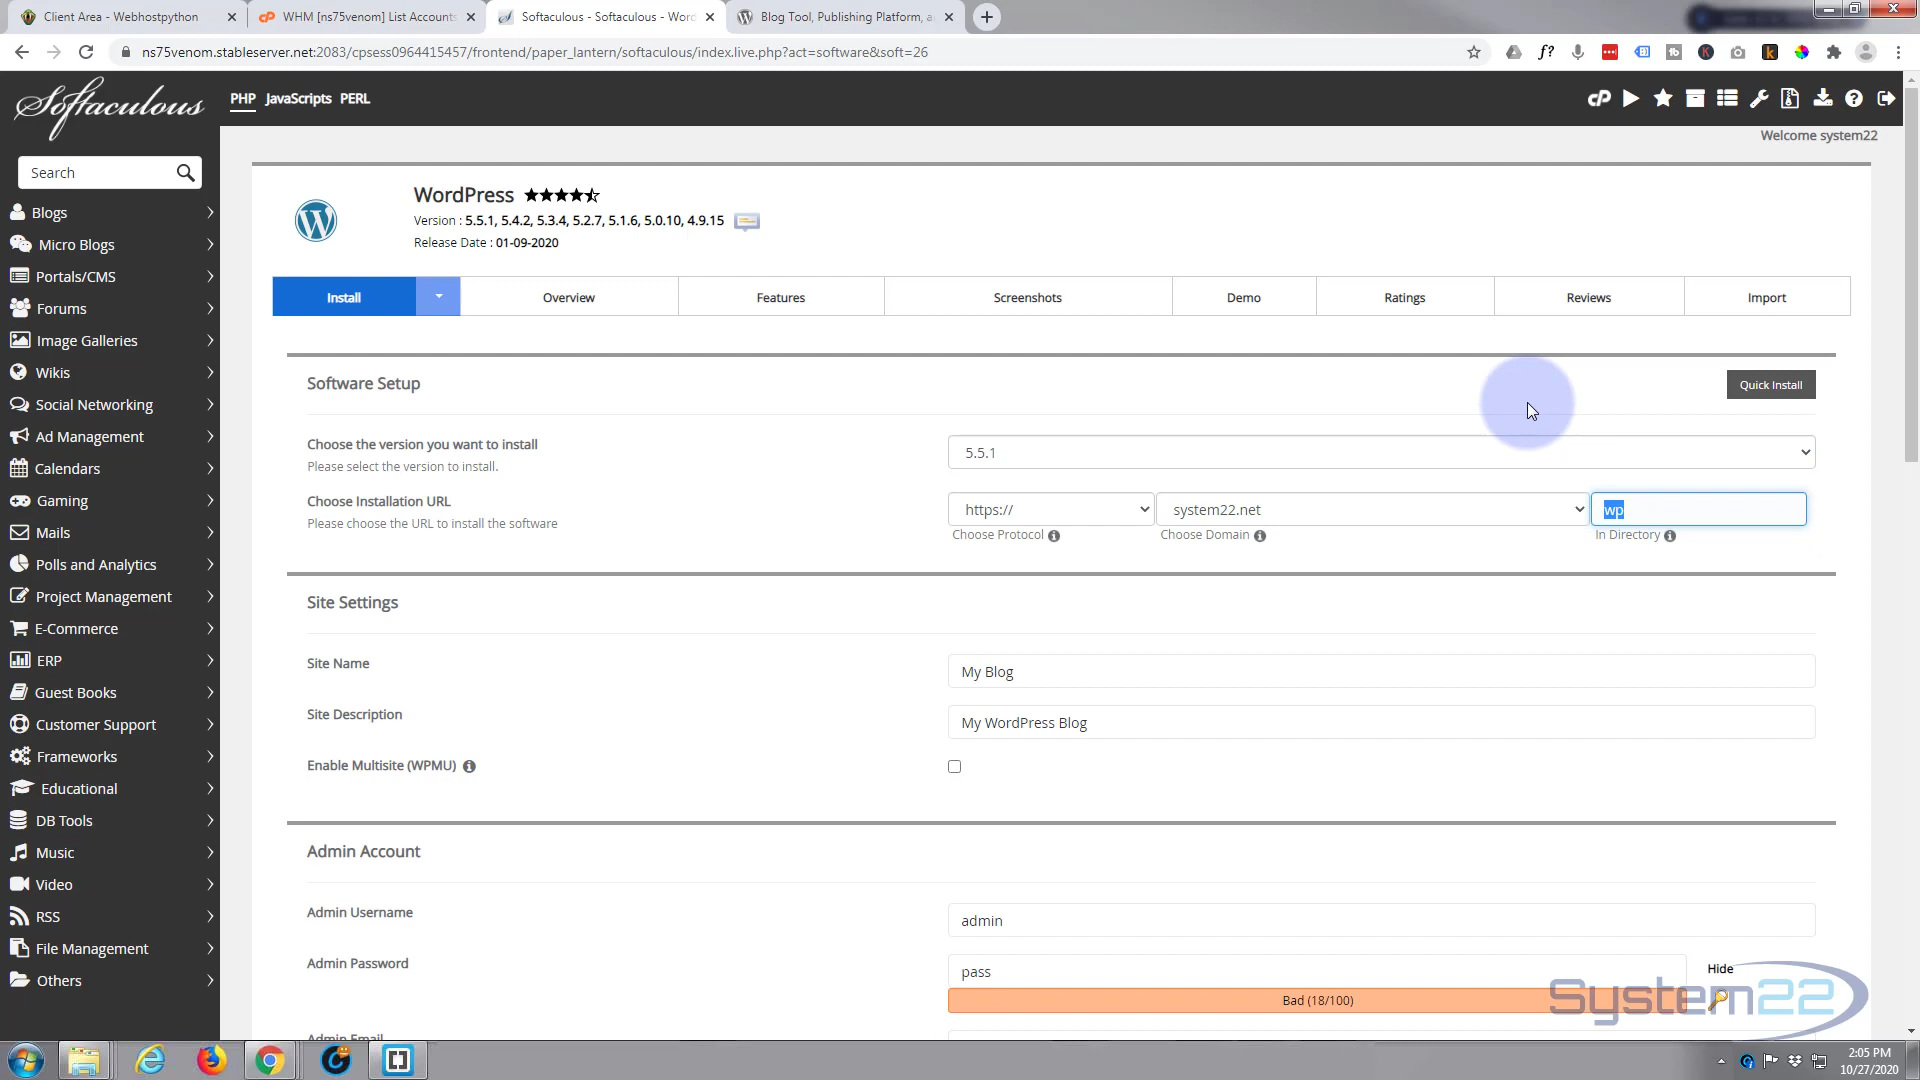 Client Area - Webhostpython
WHM [ns75venom] List Accounts
Softaculous - Softaculous - Wor
Blog Tool, Publishing Platform, a
ns75venom.stableserver.net:2083/cpsess0964415457/frontend/paper_lantern/softaculous/index.live.php?act=software&soft=26
Softaculous
PHP JavaScripts PERL
Welcome system22
Search
Blogs
Micro Blogs
Portals/CMS
Forums
Image Galleries
Wikis
Social Networking
Ad Management
Calendars
Gaming
Mails
Polls and Analytics
Project Management
E-Commerce
ERP
Guest Books
Customer Support
Frameworks
Educational
DB Tools
Music
Video
RSS
File Management
Others
WordPress
Version : 5.5.1, 5.4.2, 5.3.4, 5.2.7, 5.1.6, 5.0.10, 4.9.15
Release Date : 01-09-2020
Install
Overview
Features
Screenshots
Demo
Ratings
Reviews
Import
Software Setup
Quick Install
Choose the version you want to install
Please select the version to install.
5.5.1
Choose Installation URL
Please choose the URL to install the software
https://
system22.net
wp
Choose Protocol
Choose Domain
In Directory
Site Settings
Site Name
My Blog
Site Description
My WordPress Blog
Enable Multisite (WPMU)
Admin Account
Admin Username
admin
Admin Password
pass
Hide
Bad (18/100)
Admin Email
System22
2:05 PM
10/27/2020